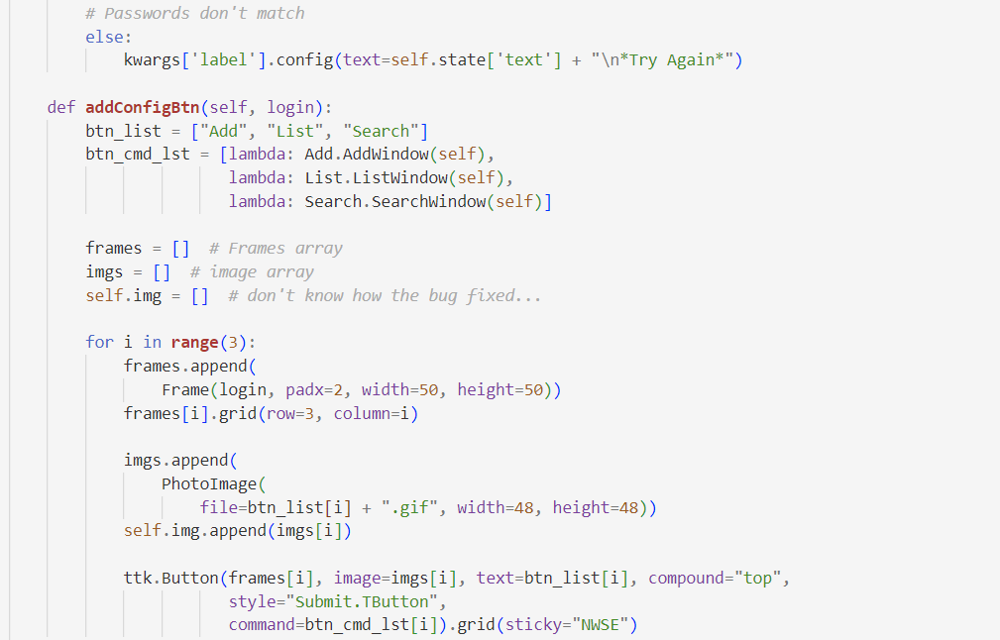 # Passwords don't match
else:
kwargs['label'].config(text=self.state['text'] + "\n*Try Again*")
def addConfigBtn(self, login):
btn_list = ["Add", "List", "Search"]
btn_cmd_lst = [lambda: Add.AddWindow(self),
lambda: List.ListWindow(self),
lambda: Search.SearchWindow(self)]
frames = []  # Frames array
imgs = []  # image array
self.img = []  # don't know how the bug fixed...
for i in range(3):
frames.append(
Frame(login, padx=2, width=50, height=50))
frames[i].grid(row=3, column=i)
imgs.append(
PhotoImage(
file=btn_list[i] + ".gif", width=48, height=48))
self.img.append(imgs[i])
ttk.Button(frames[i], image=imgs[i], text=btn_list[i], compound="top",
style="Submit.TButton",
command=btn_cmd_lst[i]).grid(sticky="NWSE")